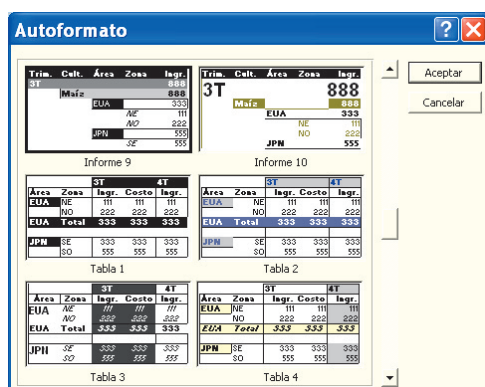 Autoformato
Aceptar
Cancelar
Trim. Cult. Área Zona Ingr.
3T 888
Maíz 888
EUA 333
NE 111
NO 222
JPN 555
SE 333
Informe 9
Trim. Cult. Área Zona Ingr.
3T 888
Maíz 888
EUA 333
NE 111
NO 222
JPN 555
Informe 10
3T 4T
Área Zona Ingr. Costo Ingr.
EUA NE 111 111 111
NO 222 222 222
EUA Total 333 333 333
JPN SE 333 333 333
SO 555 555 555
Tabla 1
3T 4T
Área Zona Ingr. Costo Ingr.
EUA NE 111 111 111
NO 222 222 222
EUA Total 333 333 333
JPN SE 333 333 333
SO 555 555 555
Tabla 2
3T 4T
Área Zona Ingr. Costo Ingr.
EUA NE 111 111 111
NO 222 222 222
EUA Total 333 333 333
JPN SE 333 333 333
SO 555 555 555
Tabla 3
3T 4T
Área Zona Ingr. Costo Ingr.
EUA NE 111 111 111
NO 222 222 222
EUA Total 333 333 333
JPN SE 333 333 333
SO 555 555 555
Tabla 4